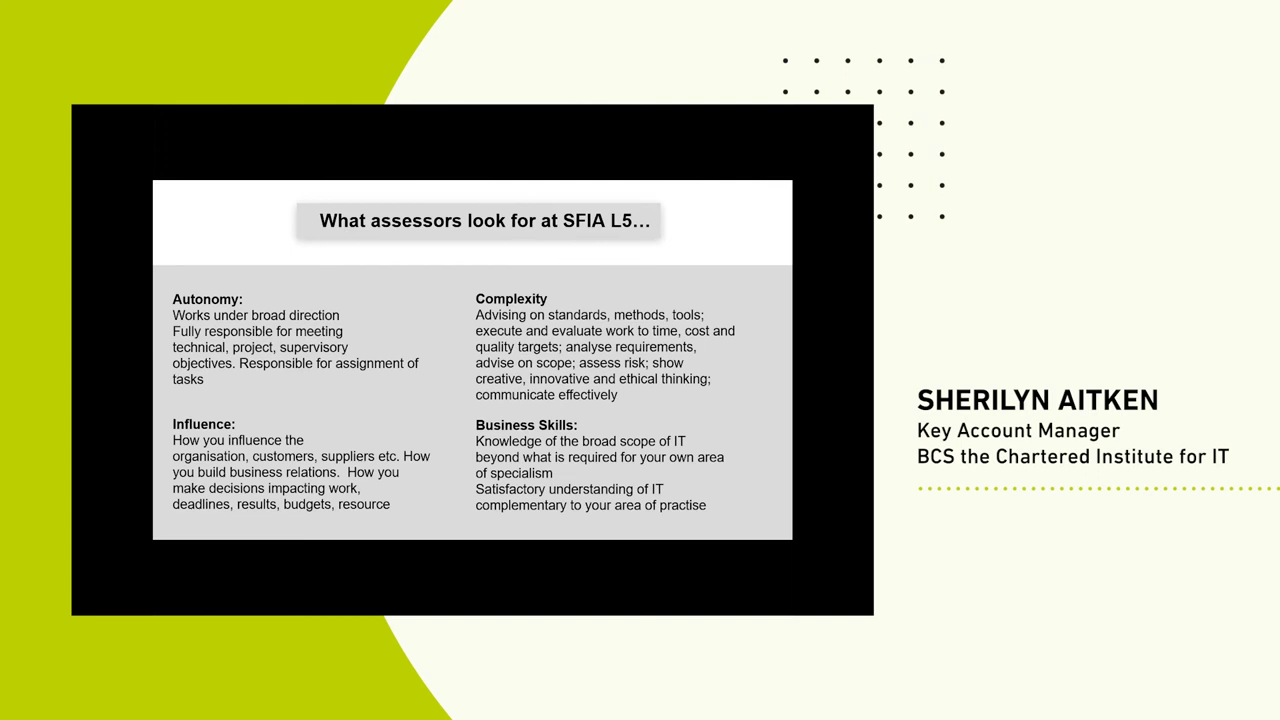 What assessors look for at SFIA L5...
Autonomy:
Works under broad direction
Fully responsible for meeting
technical, project, supervisory
objectives. Responsible for assignment of
tasks
Influence:
How you influence the
organisation, customers, suppliers etc. How
you build business relations.  How you
make decisions impacting work,
deadlines, results, budgets, resource
Complexity
Advising on standards, methods, tools;
execute and evaluate work to time, cost and
quality targets; analyse requirements,
advise on scope; assess risk; show
creative, innovative and ethical thinking;
communicate effectively
Business Skills:
Knowledge of the broad scope of IT
beyond what is required for your own area
of specialism
Satisfactory understanding of IT
complementary to your area of practise
SHERILYN AITKEN
Key Account Manager
BCS the Chartered Institute for IT